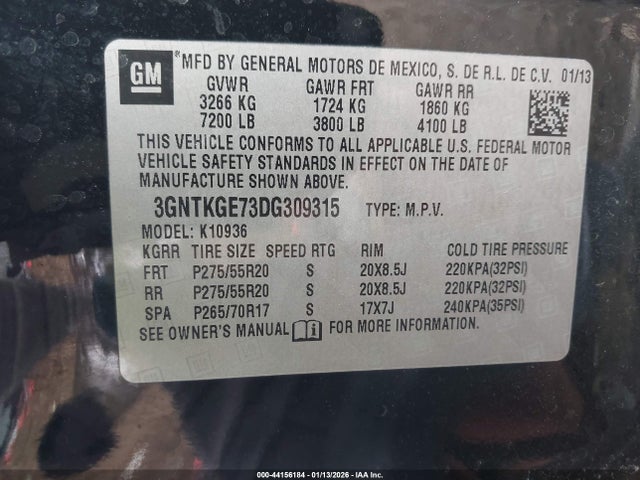 GM
MFD BY GENERAL MOTORS DE MEXICO, S. DE R.L. DE C.V. 01/13
GVWR GAWR FRT GAWR RR
3266 KG 1724 KG 1860 KG
7200 LB 3800 LB 4100 LB
THIS VEHICLE CONFORMS TO ALL APPLICABLE U.S. FEDERAL MOTOR
VEHICLE SAFETY STANDARDS IN EFFECT ON THE DATE OF
MANUFACTURE SHOWN ABOVE.
3GNTKGE73DG309315 TYPE: M.P.V.
MODEL: K10936
KGRR TIRE SIZE SPEED RTG RIM COLD TIRE PRESSURE
FRT P275/55R20 S 20X8.5J 220KPA(32PSI)
RR P275/55R20 S 20X8.5J 220KPA(32PSI)
SPA P265/70R17 S 17X7J 240KPA(35PSI)
SEE OWNER'S MANUAL FOR MORE INFORMATION.
000-44156184 - 01/13/2026 - IAA Inc.